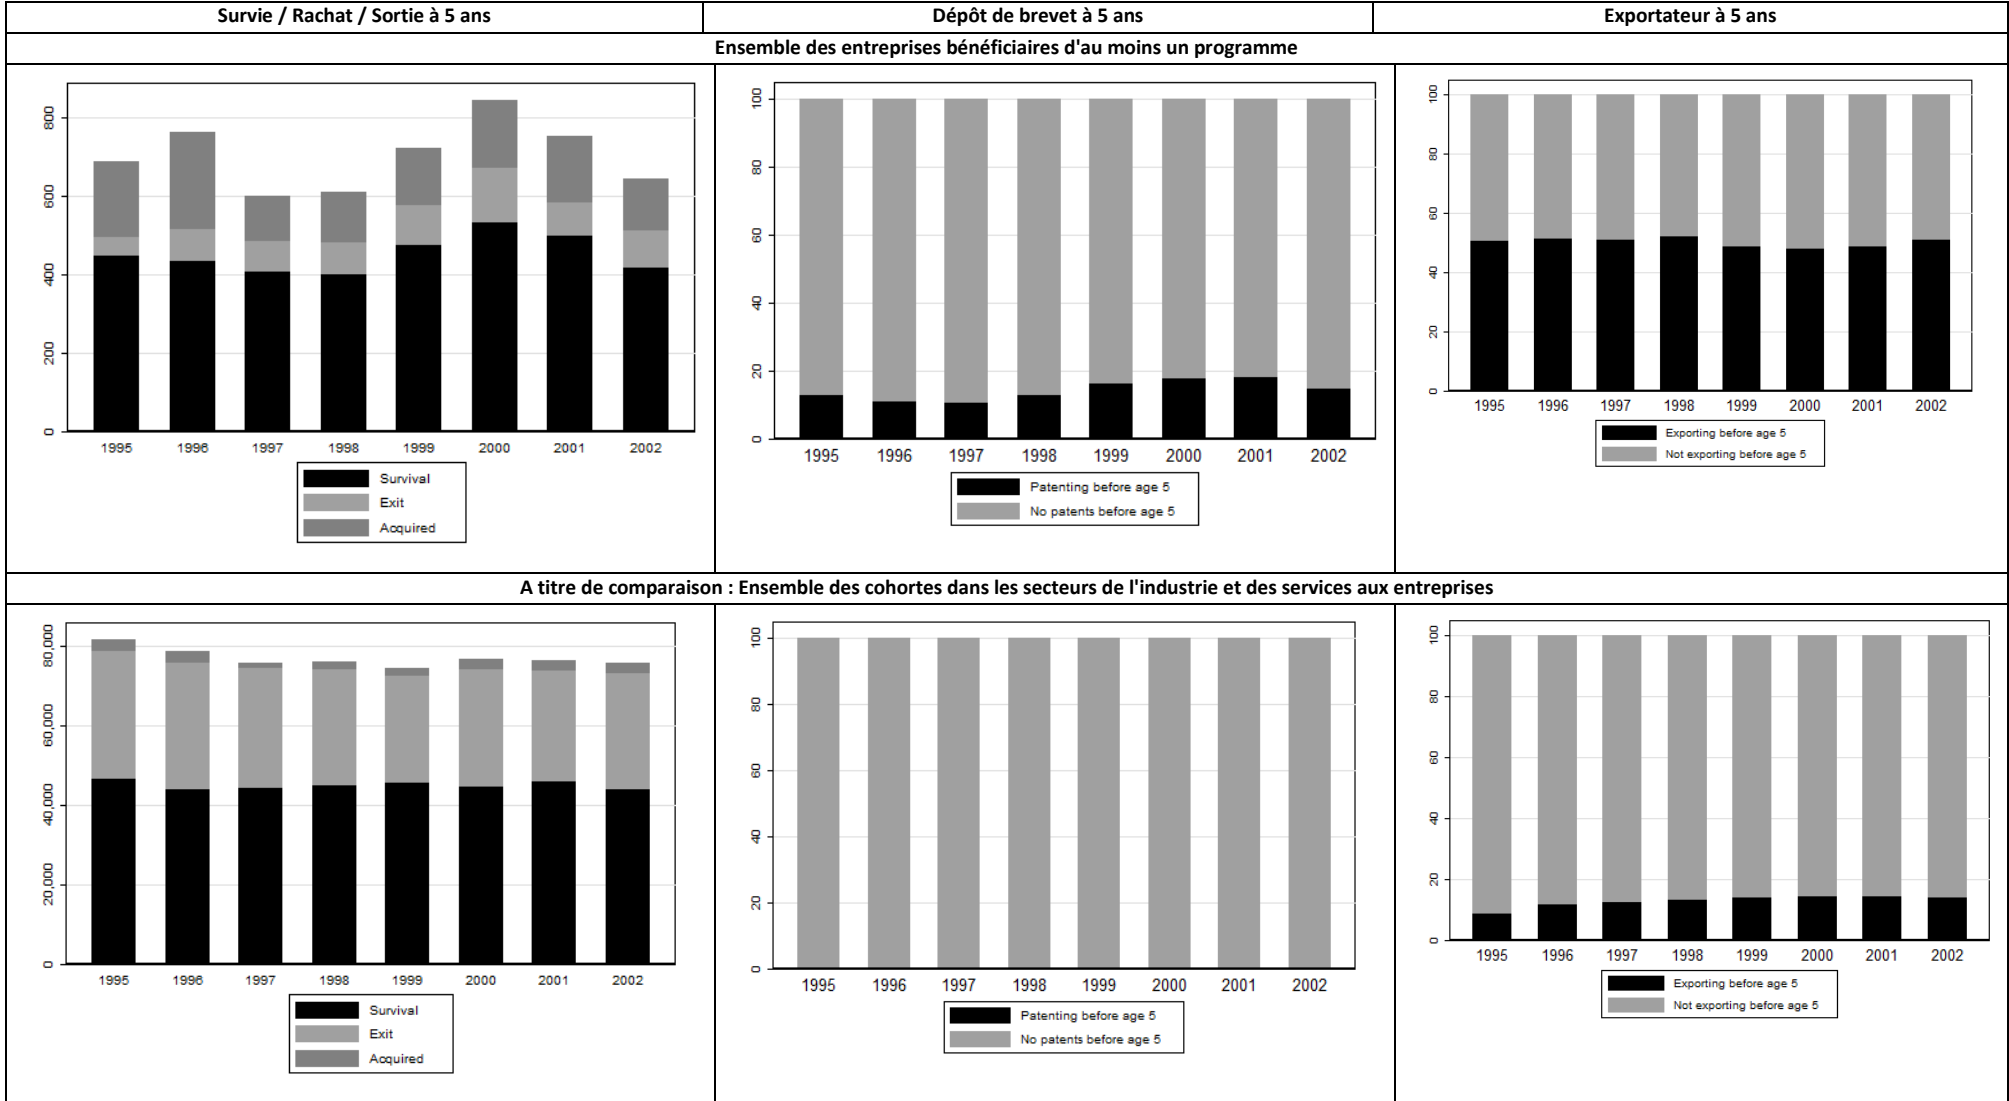 Survie / Rachat / Sortie à 5 ans
Dépôt de brevet à 5 ans
Exportateur à 5 ans
Ensemble des entreprises bénéficiaires d'au moins un programme
800
600
400
200
0
1995 1996 1997 1998 1999 2000 2001 2002
Survival
Exit
Acquired
100
80
60
40
20
0
1995 1996 1997 1998 1999 2000 2001 2002
Patenting before age 5
No patents before age 5
100
80
60
40
20
0
1995 1996 1997 1998 1999 2000 2001 2002
Exporting before age 5
Not exporting before age 5
A titre de comparaison : Ensemble des cohortes dans les secteurs de l'industrie et des services aux entreprises
80,000
60,000
40,000
20,000
0
1995 1996 1997 1998 1999 2000 2001 2002
Survival
Exit
Acquired
100
80
60
40
20
0
1995 1996 1997 1998 1999 2000 2001 2002
Patenting before age 5
No patents before age 5
100
80
60
40
20
0
1995 1996 1997 1998 1999 2000 2001 2002
Exporting before age 5
Not exporting before age 5